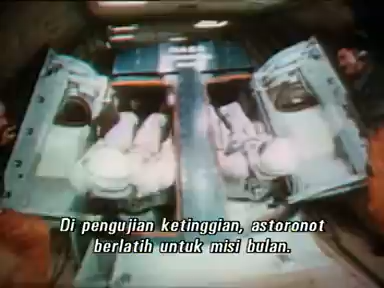 Di pengujian ketinggian, astoronot
berlatih untuk misi bulan.